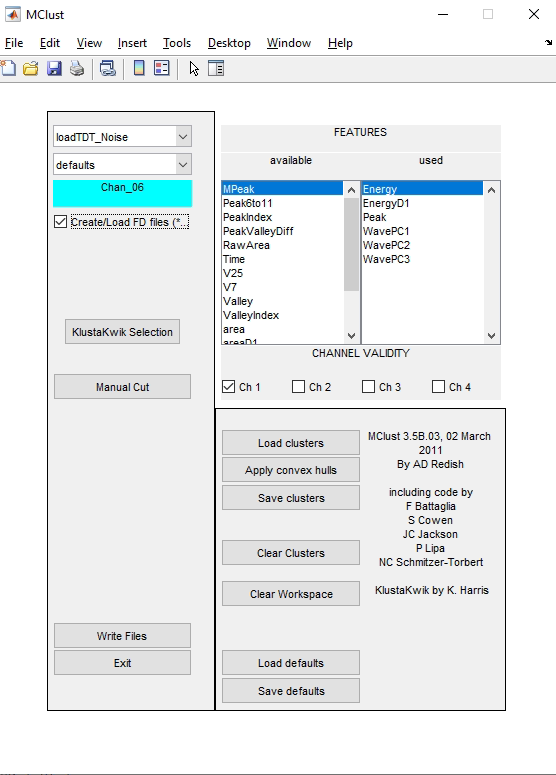 MClust
File Edit View Insert Tools Desktop Window Help
loadTDT_Noise
defaults
Chan_06
Create/Load FD files (*..
KlustaKwik Selection
Manual Cut
Write Files
Exit
FEATURES
available used
MPeak
Peak6to11
PeakIndex
PeakValleyDiff
RawArea
Time
V25
V7
Valley
ValleyIndex
area
areaD1
Energy
EnergyD1
Peak
WavePC1
WavePC2
WavePC3
CHANNEL VALIDITY
Ch 1 Ch 2 Ch 3 Ch 4
Load clusters
Apply convex hulls
Save clusters
Clear Clusters
Clear Workspace
Load defaults
Save defaults
MClust 3.5B.03, 02 March
2011
By AD Redish
including code by
F Battaglia
S Cowen
JC Jackson
P Lipa
NC Schmitzer-Torbert
KlustaKwik by K. Harris